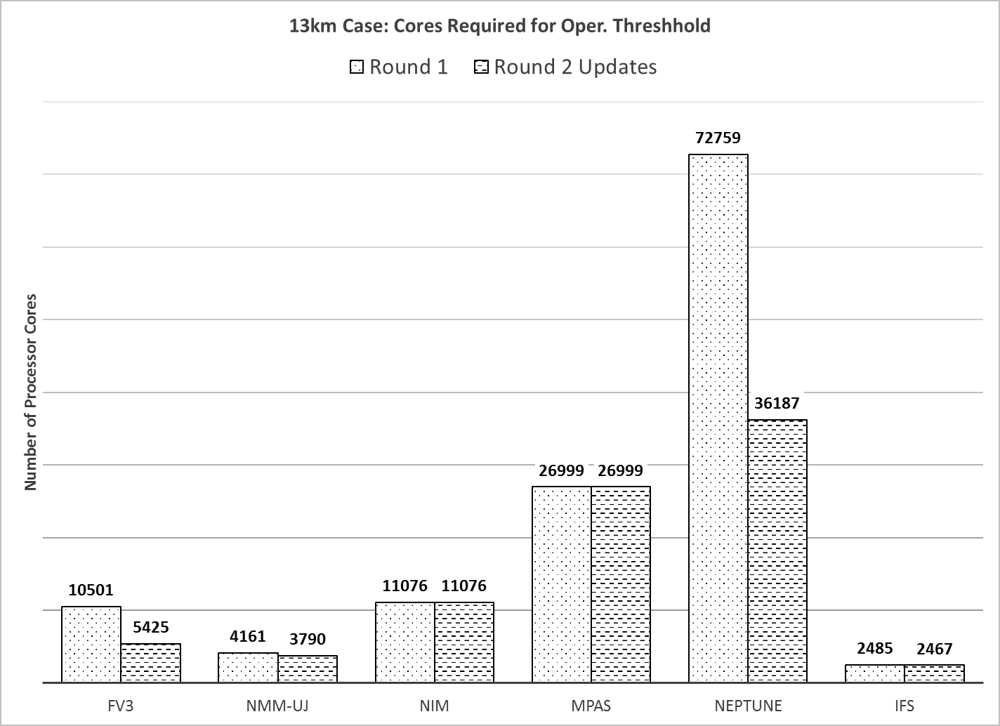 13km Case: Cores Required for Oper. Threshhold
Round 1 Round 2 Updates
Number of Processor Cores
72759
36187
26999 26999
10501
11076 11076
5425
4161 3790
2485 2467
FV3 NMM-UJ NIM MPAS NEPTUNE IFS